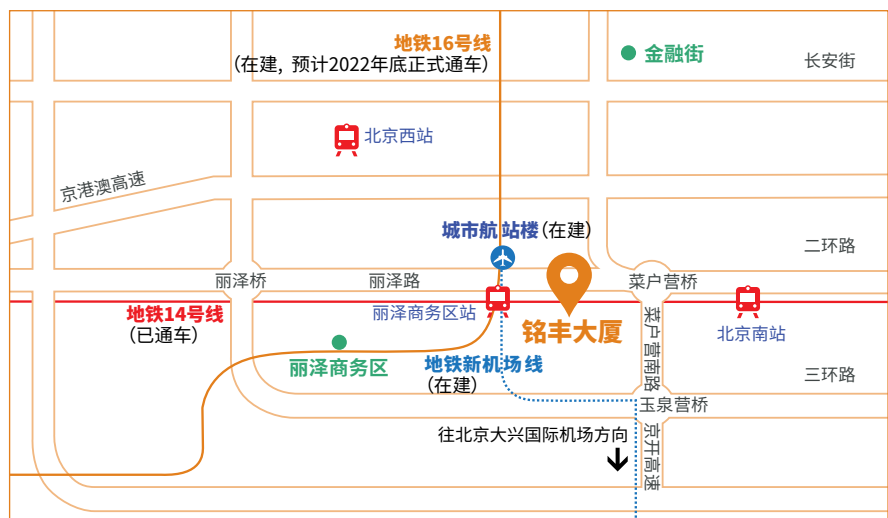 地铁16号线
（在建，预计2022年底正式通车）
金融街
长安街
北京西站
京港澳高速
城市航站楼（在建）
二环路
丽泽桥
丽泽路
菜户营桥
地铁14号线
（已通车）
丽泽商务区站
铭丰大厦
菜户营南路
北京南站
丽泽商务区
地铁新机场线
（在建）
三环路
玉泉营桥
往北京大兴国际机场方向
京开高速